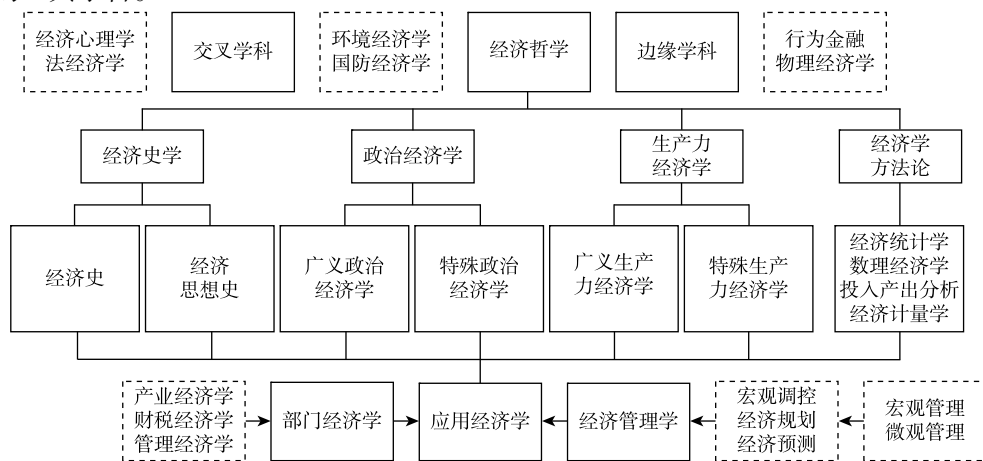 经济心理学
法经济学
交叉学科
环境经济学
国防经济学
经济哲学
边缘学科
行为金融
物理经济学
经济史学
政治经济学
生产力
经济学
经济学
方法论
经济史
经济
思想史
广义政治
经济学
特殊政治
经济学
广义生产
力经济学
特殊生产
力经济学
经济统计学
数理经济学
投入产出分析
经济计量学
产业经济学
财税经济学
管理经济学
部门经济学
应用经济学
经济管理学
宏观调控
经济规划
经济预测
宏观管理
微观管理